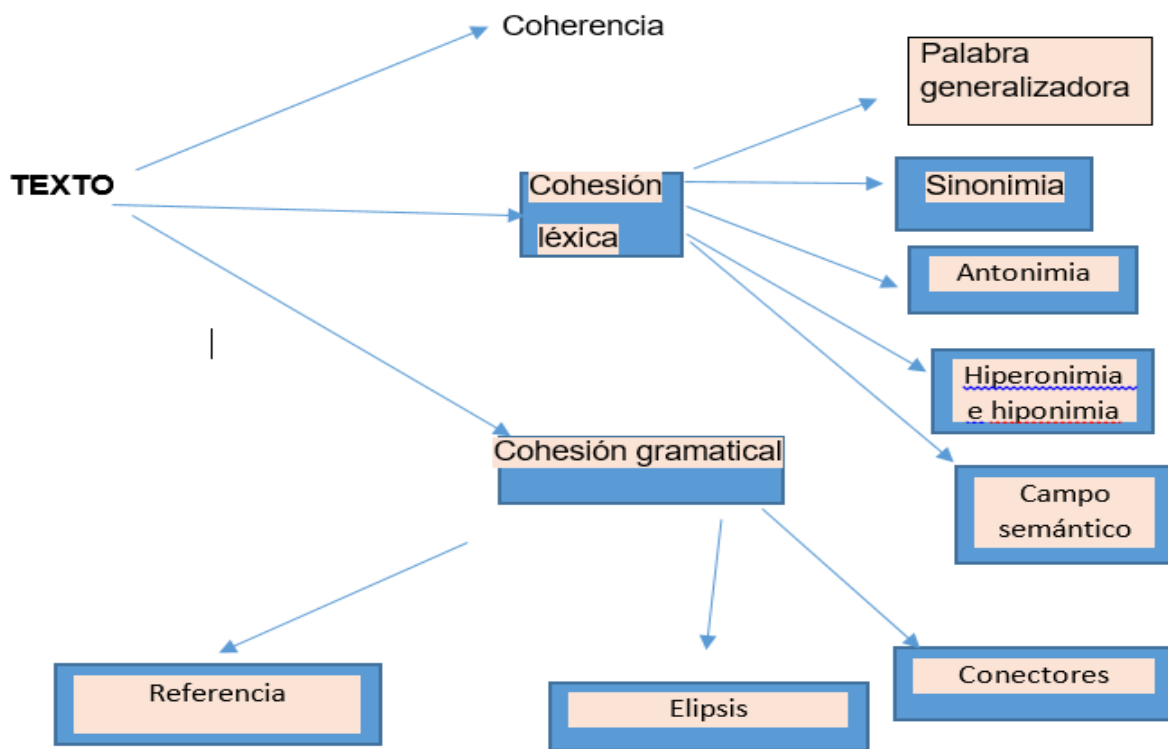 Coherencia
Palabra
generalizadora
TEXTO
Cohesión
léxica
Sinonimia
Antonimia
Hiperonimia
e hiponimia
Cohesión gramatical
Campo
semántico
Referencia
Elipsis
Conectores